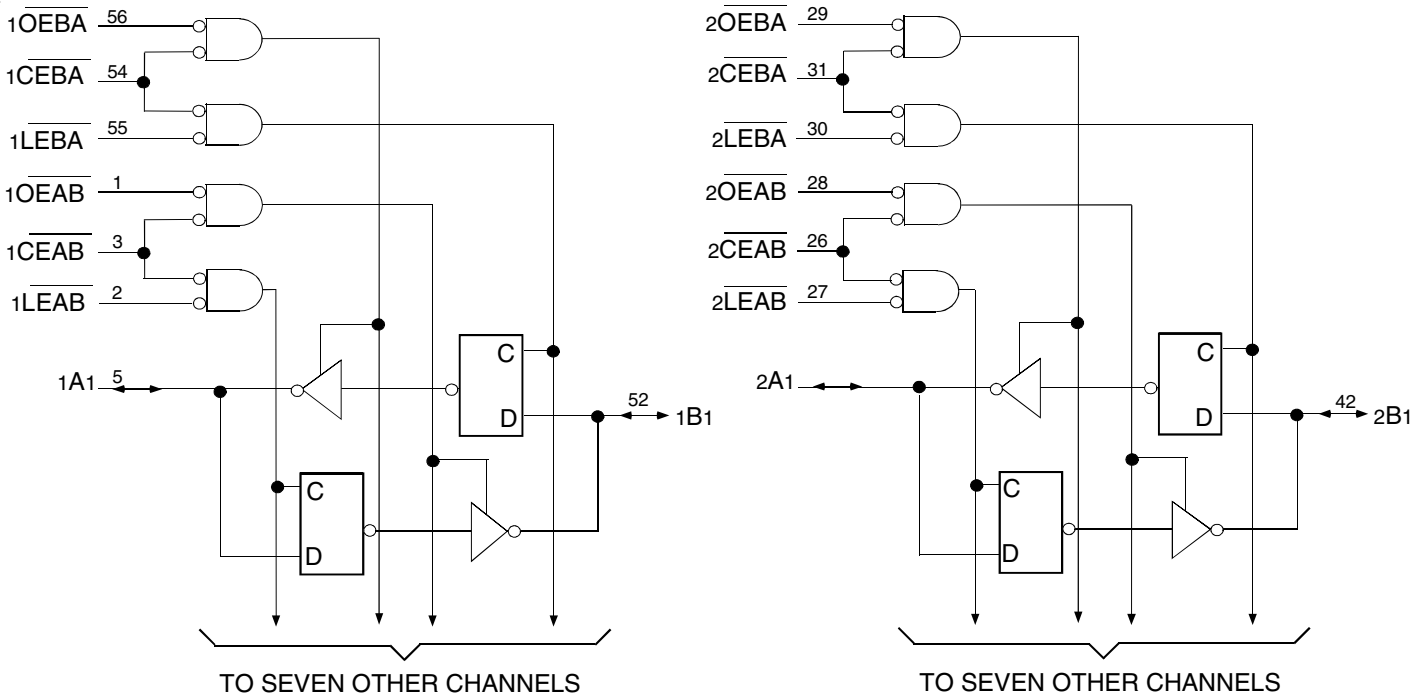 1OEBA 56
1CEBA 54
1LEBA 55
1OEAB 1
1CEAB 3
1LEAB 2
1A1 5
C
D
52 1B1
C
D
TO SEVEN OTHER CHANNELS
2OEBA 29
2CEBA 31
2LEBA 30
2OEAB 28
2CEAB 26
2LEAB 27
2A1
C
D
42 2B1
C
D
TO SEVEN OTHER CHANNELS